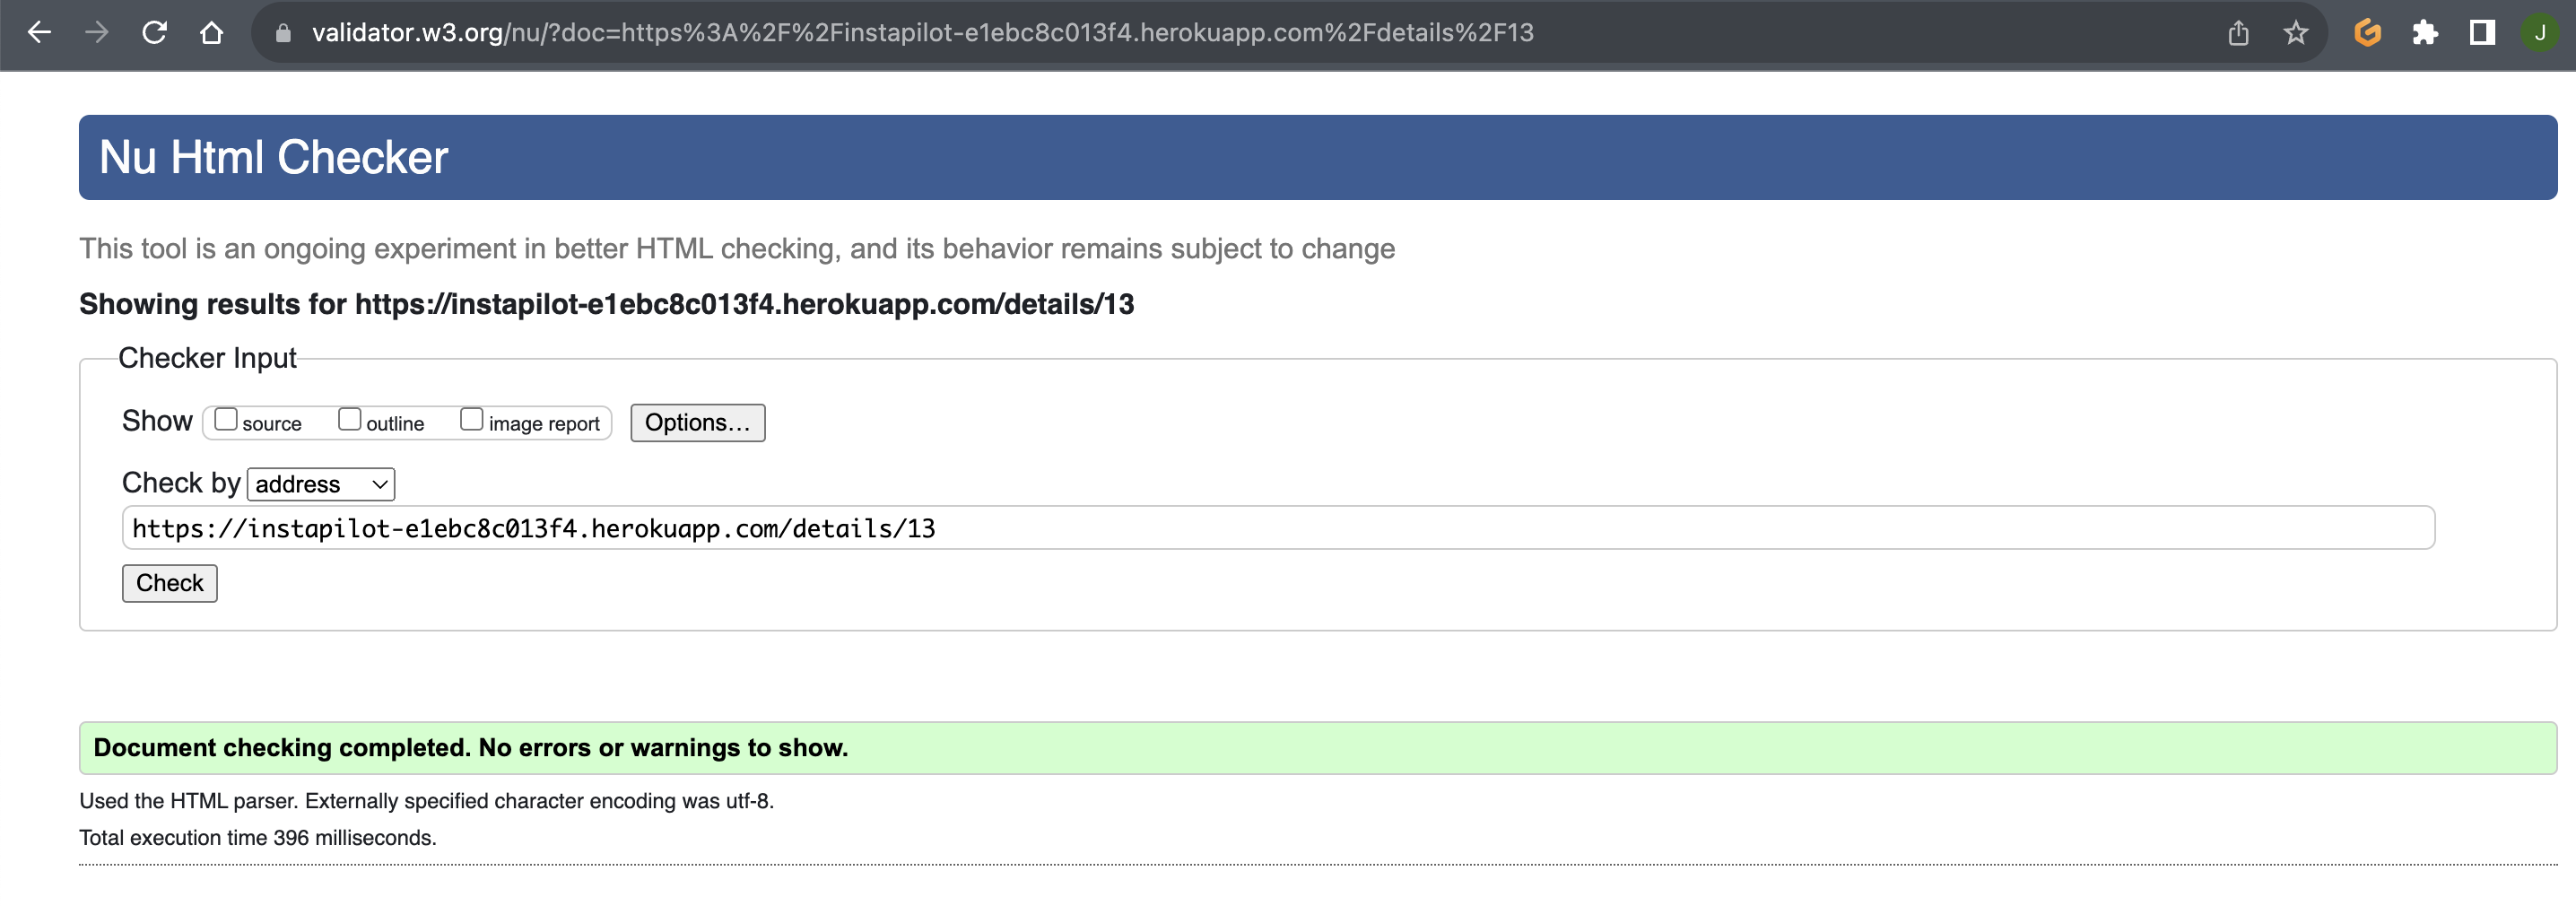 validator.w3.org/nu/?doc=https%3A%2F%2Finstapilot-e1ebc8c013f4.herokuapp.com%2Fdetails%2F13
J
Nu Html Checker
This tool is an ongoing experiment in better HTML checking, and its behavior remains subject to change
Showing results for https://instapilot-e1ebc8c013f4.herokuapp.com/details/13
Checker Input
Show source outline image report Options…
Check by address
https://instapilot-e1ebc8c013f4.herokuapp.com/details/13
Check
Document checking completed. No errors or warnings to show.
Used the HTML parser. Externally specified character encoding was utf-8.
Total execution time 396 milliseconds.